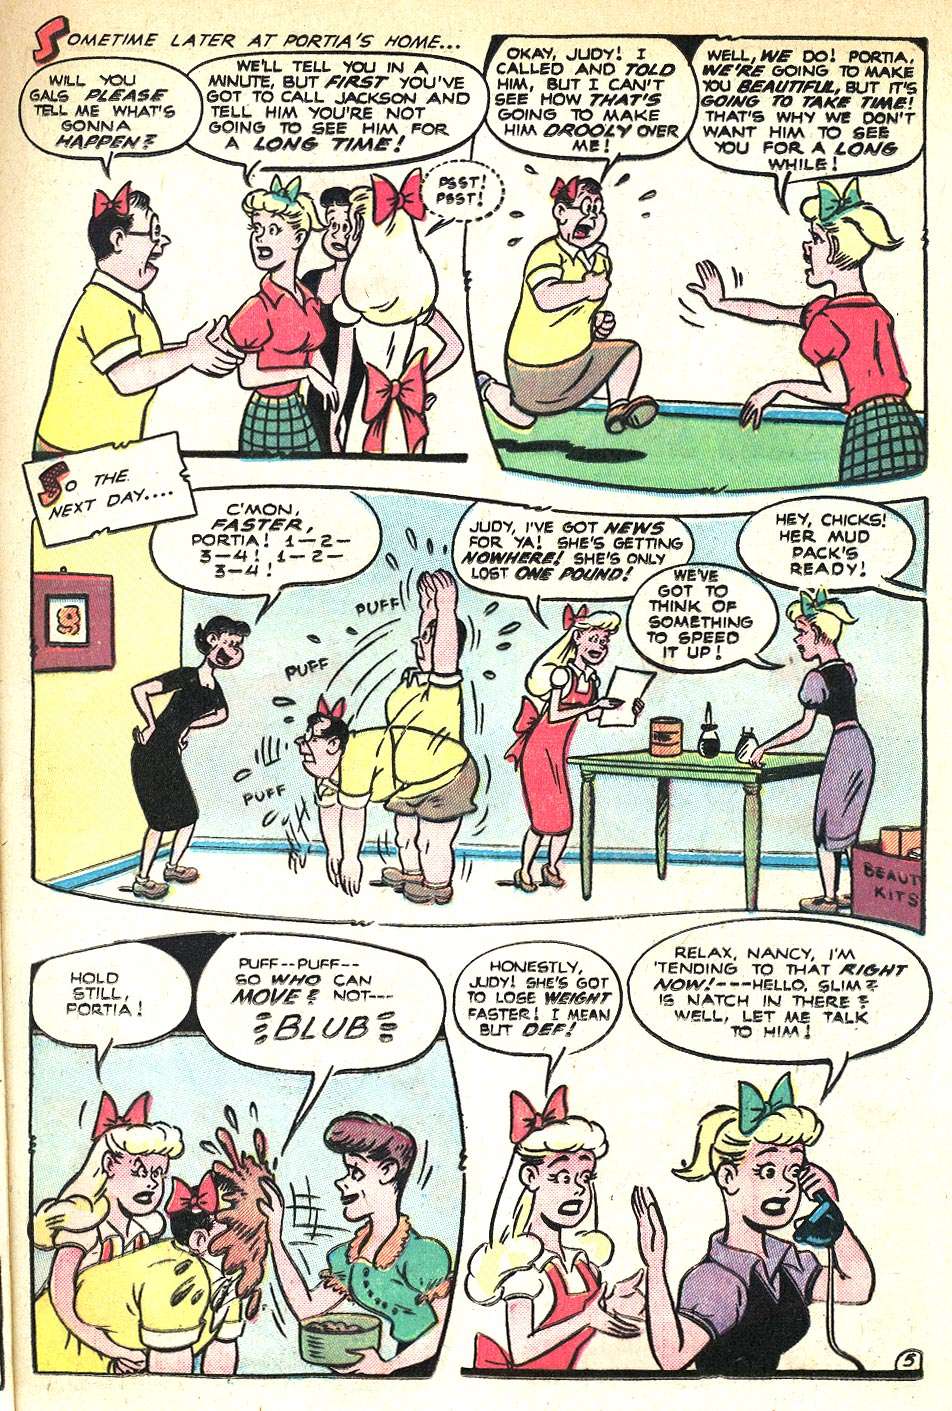 SOMETIME LATER AT PORTIA'S HOME...
WILL YOU
GALS PLEASE
TELL ME WHAT'S
GONNA
HAPPEN?
WE'LL TELL YOU IN A
MINUTE, BUT FIRST YOU'VE
GOT TO CALL JACKSON AND
TELL HIM YOU'RE NOT
GOING TO SEE HIM FOR
A LONG TIME!
PSST!
PSST!
OKAY, JUDY! I
CALLED AND TOLD
HIM, BUT I CAN'T
SEE HOW THAT'S
GOING TO MAKE
HIM DROOLY OVER
ME!
WELL, WE DO! PORTIA,
WE'RE GOING TO MAKE
YOU BEAUTIFUL, BUT IT'S
GOING TO TAKE TIME!
THAT'S WHY WE DON'T
WANT HIM TO SEE
YOU FOR A LONG
WHILE!
SO THE
NEXT DAY....
C'MON,
FASTER,
PORTIA! 1-2-
3-4! 1-2-
3-4!
PUFF
PUFF
PUFF
JUDY, I'VE GOT NEWS
FOR YA! SHE'S GETTING
NOWHERE! SHE'S ONLY
LOST ONE POUND!
WE'VE
GOT TO
THINK OF
SOMETHING
TO SPEED
IT UP!
HEY, CHICKS!
HER MUD
PACK'S
READY!
BEAUT
KITS
HOLD
STILL,
PORTIA!
PUFF--PUFF--
SO WHO CAN
MOVE? NOT---
BLUB
HONESTLY,
JUDY! SHE'S GOT
TO LOSE WEIGHT
FASTER! I MEAN
BUT DEF!
RELAX, NANCY, I'M
'TENDING TO THAT RIGHT
NOW!---HELLO, SLIM?
IS NATCH IN THERE?
WELL, LET ME TALK
TO HIM!
5